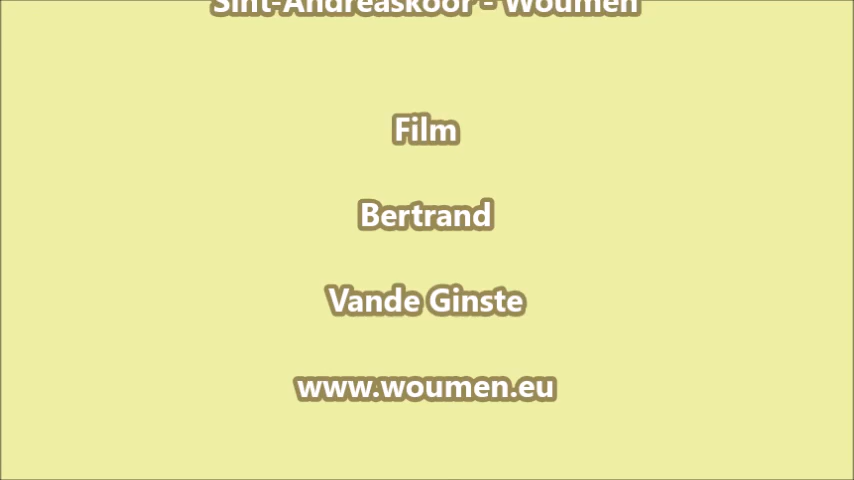 Sint-Andreaskoor - Woumen
Film
Bertrand
Vande Ginste
www.woumen.eu